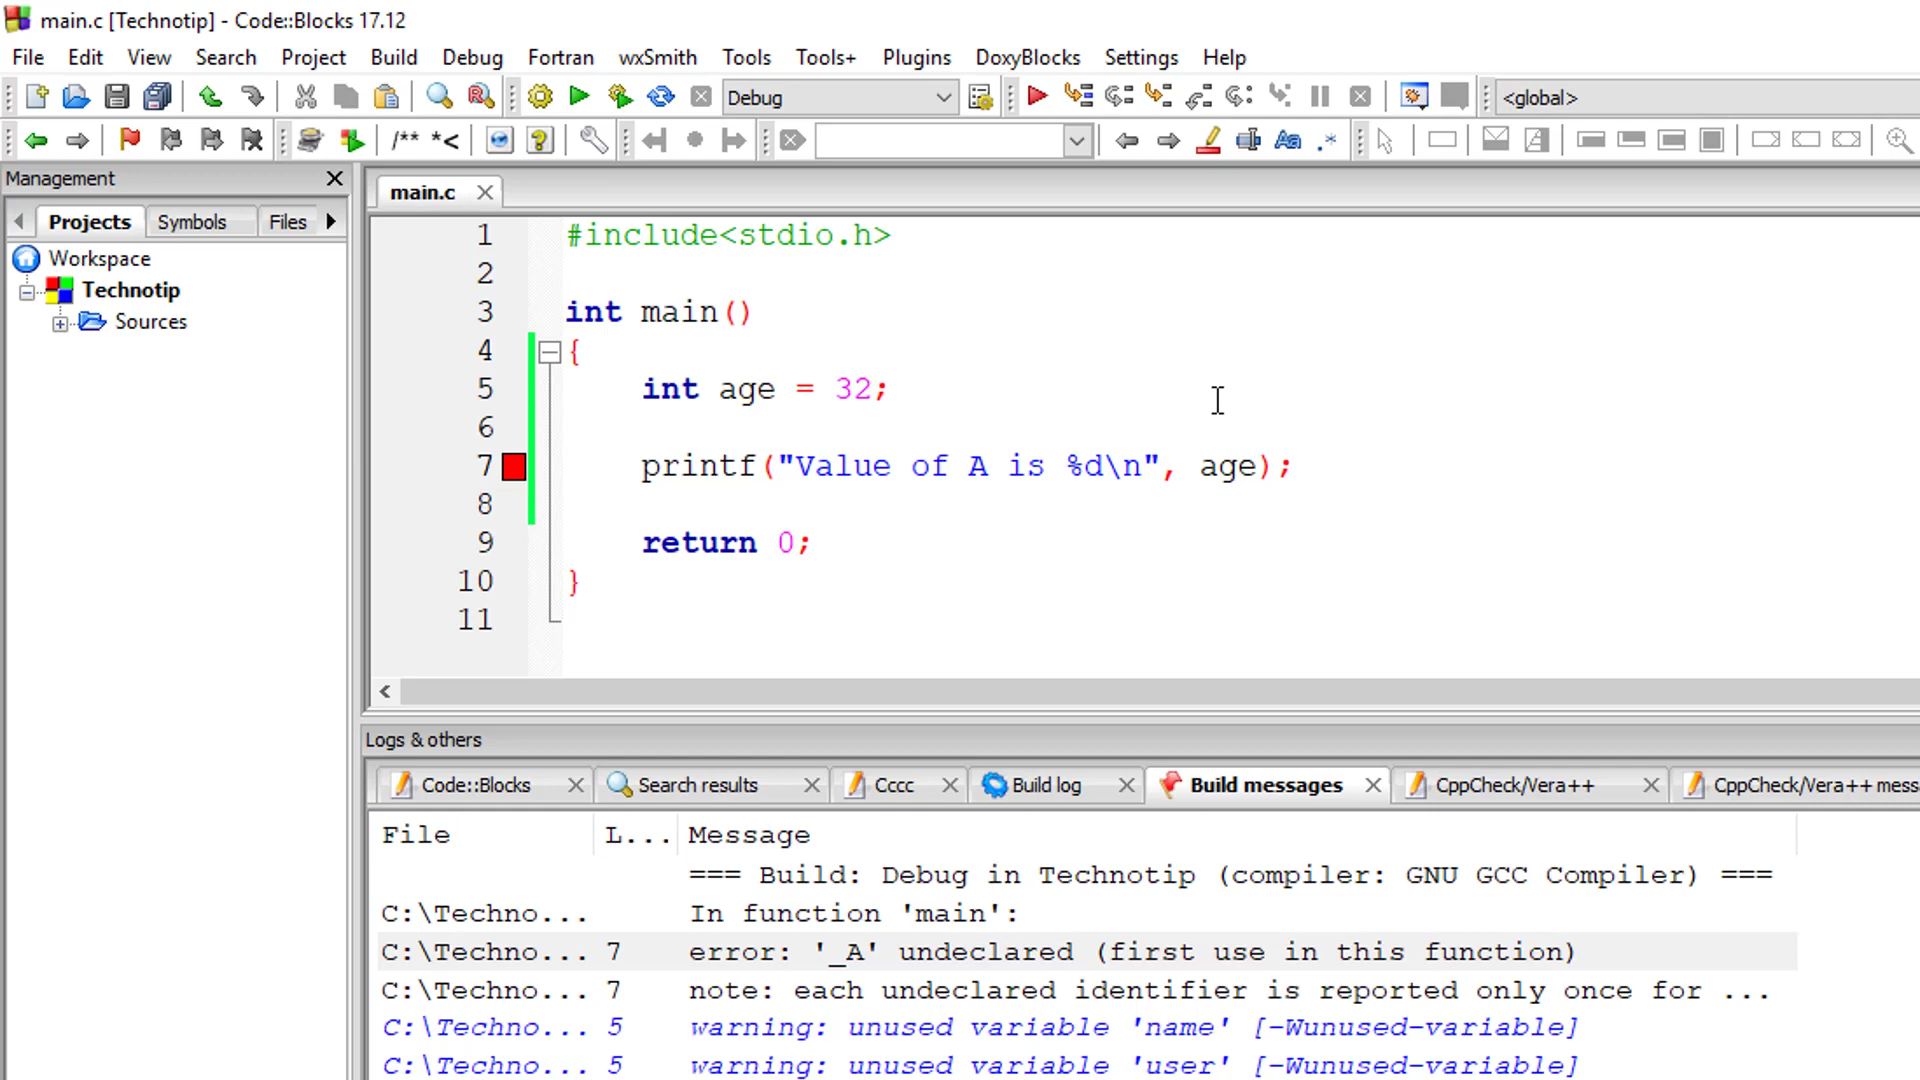 main.c [Technotip] - Code::Blocks 17.12
File Edit View Search Project Build Debug Fortran wxSmith Tools Tools+ Plugins DoxyBlocks Settings Help
Debug <global>
/** *<
Management
main.c
Projects Symbols Files
Workspace
Technotip
Sources
1 #include<stdio.h>
2
3 int main()
4 {
5 int age = 32;
6
7 printf("Value of A is %d\n", age);
8
9 return 0;
10 }
11
Logs & others
Code::Blocks Search results Cccc Build log Build messages CppCheck/Vera++ CppCheck/Vera++ mess
File L... Message
=== Build: Debug in Technotip (compiler: GNU GCC Compiler) ===
C:\Techno... In function 'main':
C:\Techno... 7 error: '_A' undeclared (first use in this function)
C:\Techno... 7 note: each undeclared identifier is reported only once for ...
C:\Techno... 5 warning: unused variable 'name' [-Wunused-variable]
C:\Techno... 5 warning: unused variable 'user' [-Wunused-variable]